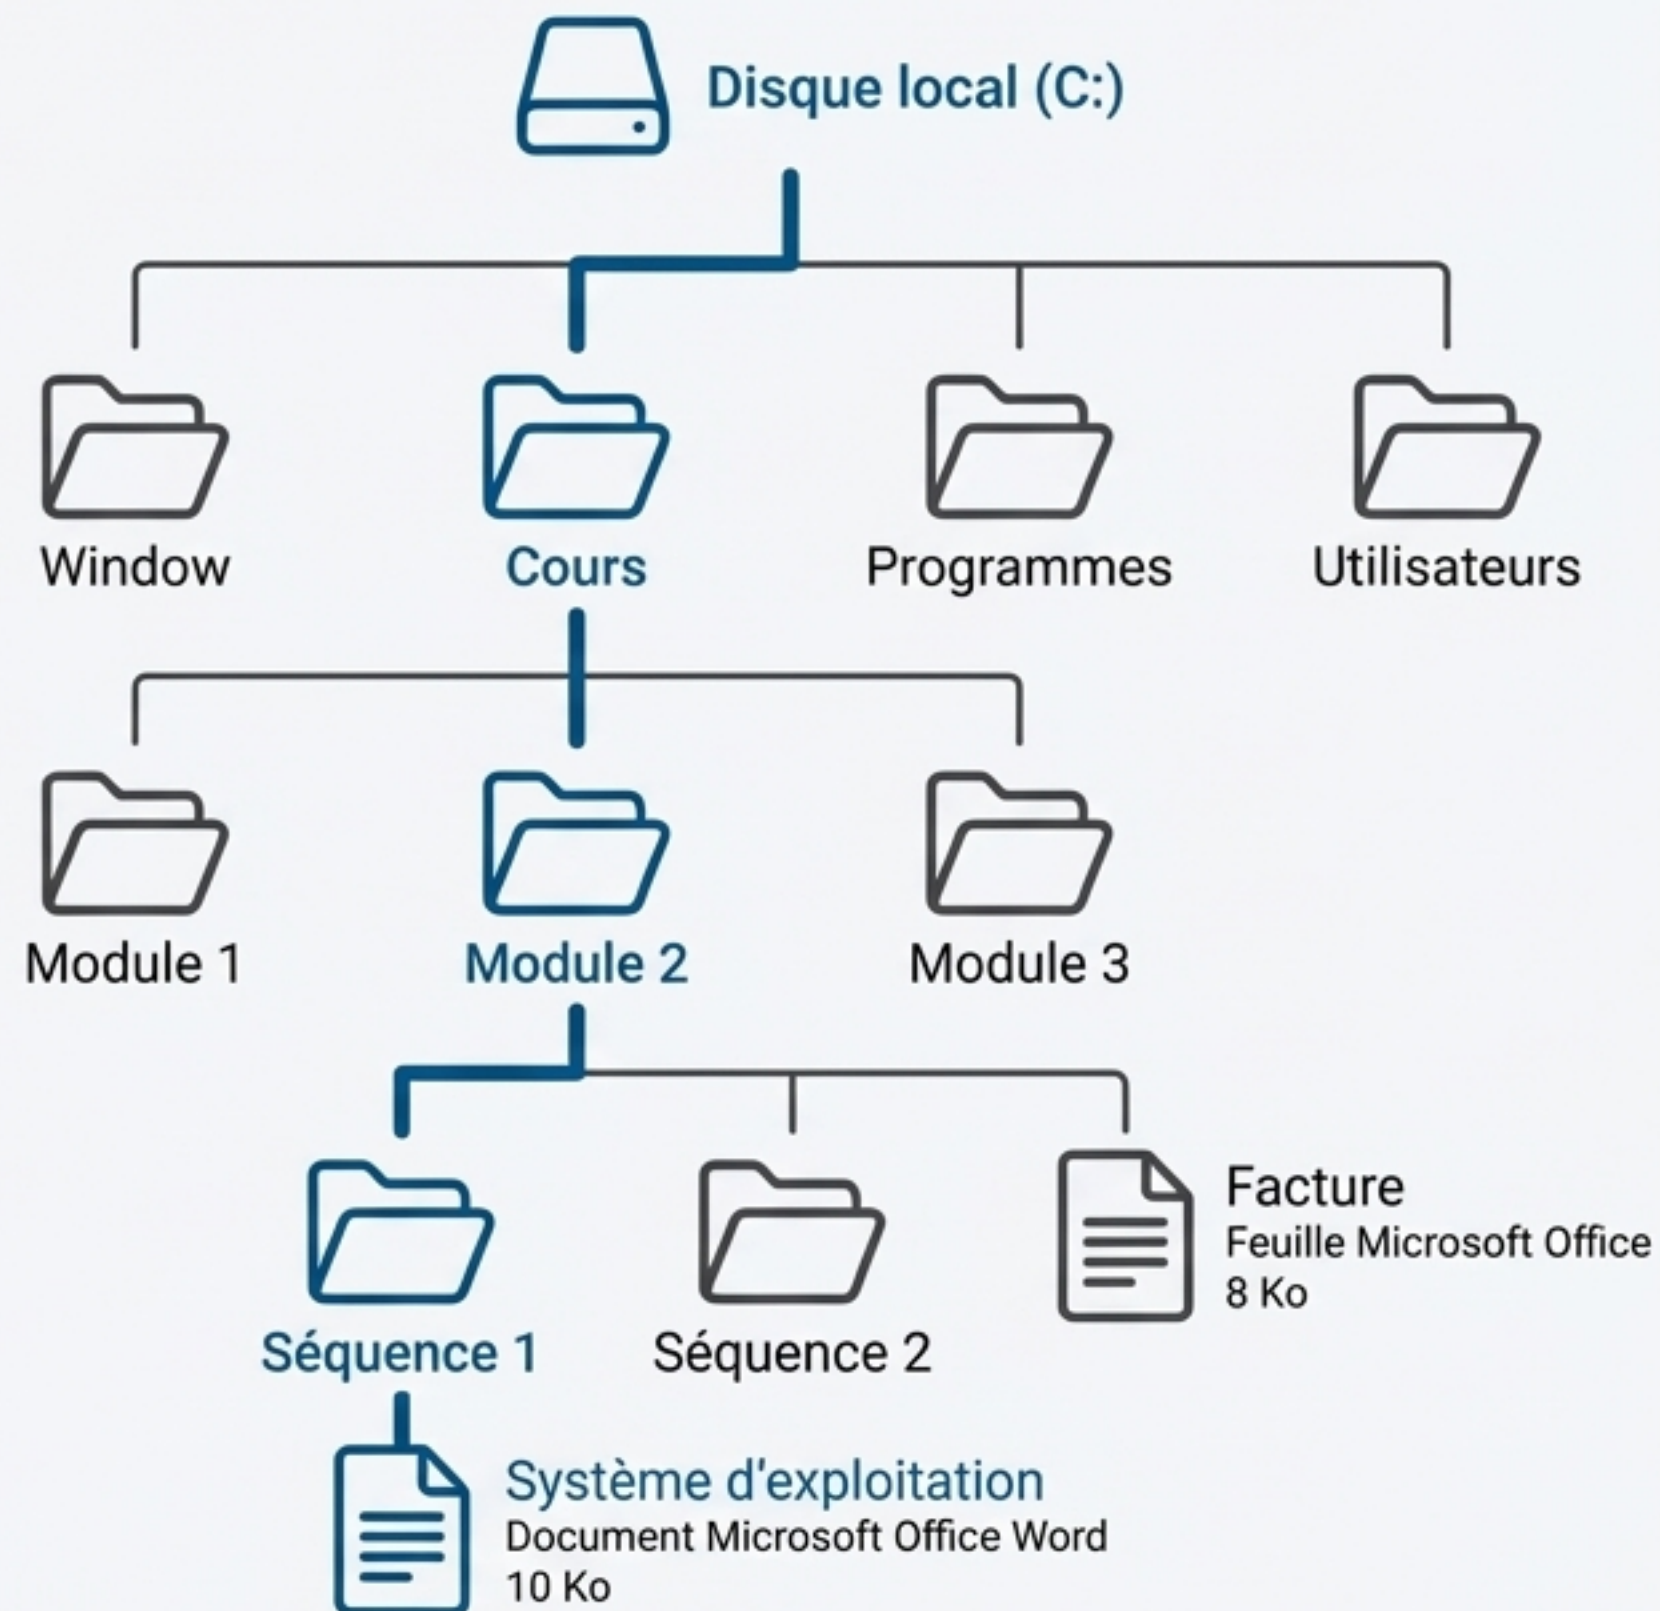 Disque local (C:)
Window
Cours
Programmes
Utilisateurs
Module 1
Module 2
Module 3
Séquence 1
Séquence 2
Facture
Feuille Microsoft Office
8 Ko
Système d'exploitation
Document Microsoft Office Word
10 Ko